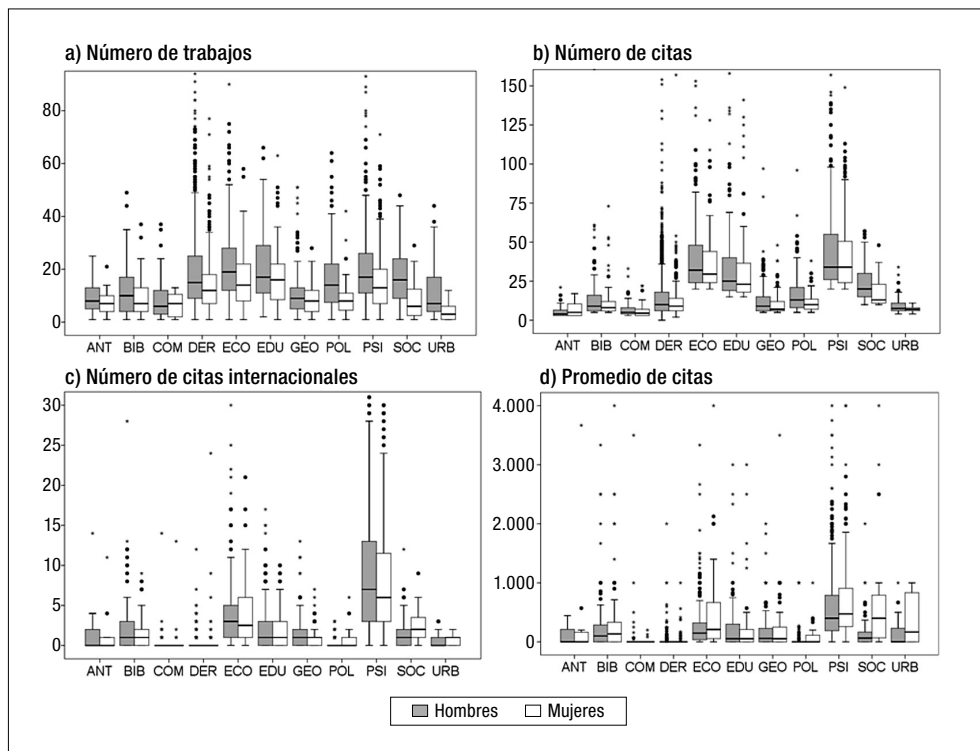 a) Número de trabajos
80
60
40
20
0
ANT BIB COM DER ECO EDU GEO POL PSI SOC URB
b) Número de citas
150
125
100
75
50
25
0
ANT BIB COM DER ECO EDU GEO POL PSI SOC URB
c) Número de citas internacionales
30
25
20
15
10
5
0
ANT BIB COM DER ECO EDU GEO POL PSI SOC URB
d) Promedio de citas
4.000
3.000
2.000
1.000
0
ANT BIB COM DER ECO EDU GEO POL PSI SOC URB
Hombres Mujeres